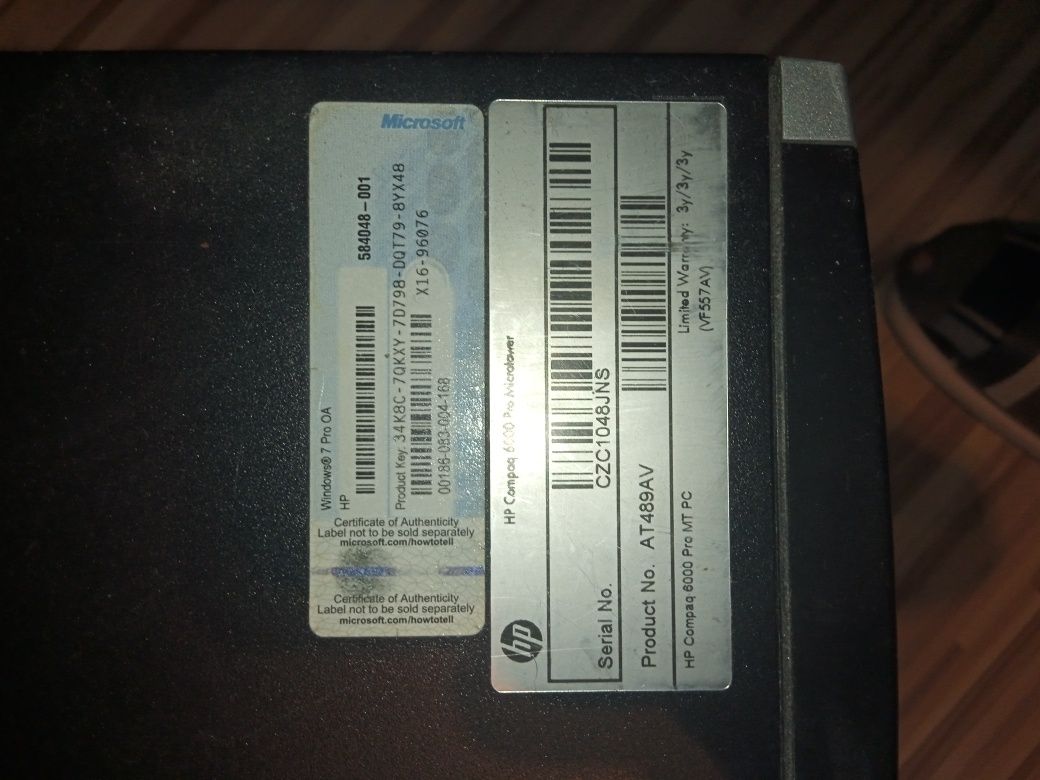 Microsoft
Windows® 7 Pro OA
HP
584048-001
Product Key: 34K8C-7QKXY-7D798-DQT79-8YX48
X16-96076
00186-083-004-168
Certificate of Authenticity
Label not to be sold separately
microsoft.com/howtotell
Certificate of Authenticity
Label not to be sold separately
microsoft.com/howtotell
hp
HP Compaq 6000 Pro Microtower
Serial No. CZC1048JNS
Product No. AT489AV
HP Compaq 6000 Pro MT PC
Limited Warranty: 3y/3y/3y
(VF557AV)